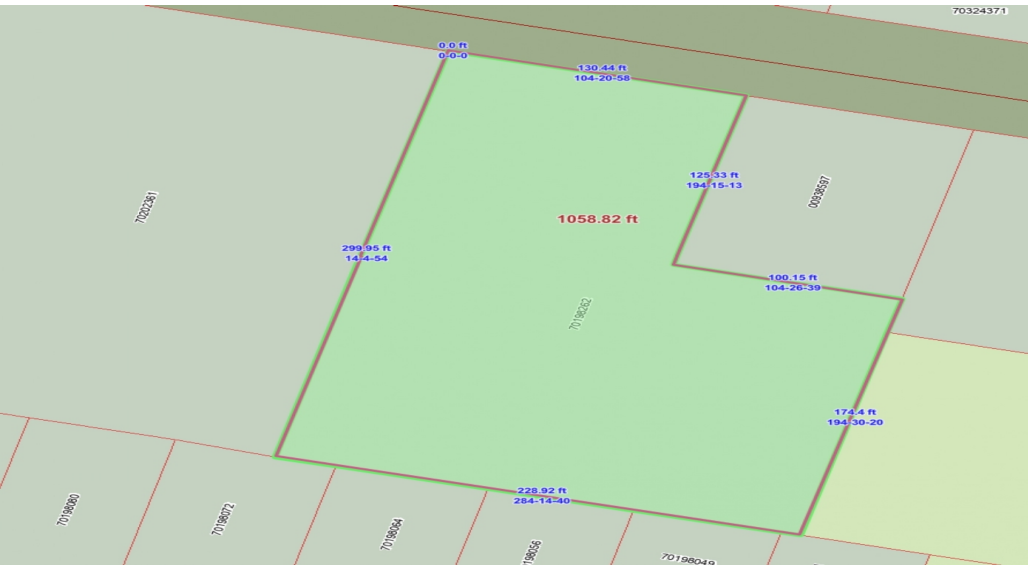 70324371
0.0 ft
0-0-0
130.44 ft
104-20-58
125.33 ft
194-15-13
00936597
70202361
1058.82 ft
299.95 ft
14-4-54
100.15 ft
104-26-39
70198262
174.4 ft
194-30-20
228.92 ft
284-14-40
70198080
70198072
70198064
70198056
70198049